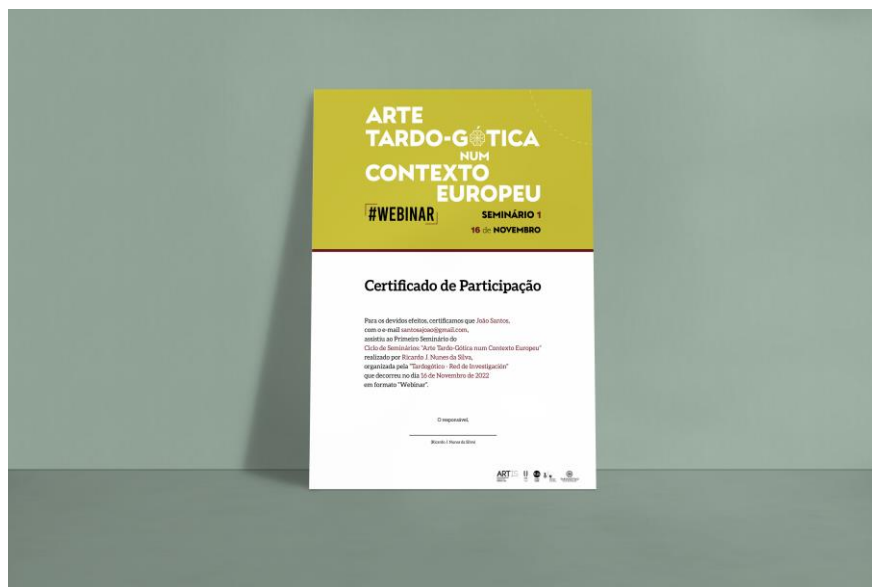 ARTE
TARDO-GÓTICA
NUM
CONTEXTO
EUROPEU
#WEBINAR
SEMINÁRIO 1
16 de NOVEMBRO
Certificado de Participação
Para os devidos efeitos, certificamos que João Santos,
com o e-mail santosajoao@gmail.com,
assistiu ao Primeiro Seminário do
Ciclo de Seminários "Arte Tardo-Gótica num Contexto Europeu"
realizado por Ricardo J. Nunes da Silva,
organizada pela "Tardogótico - Red de Investigación"
que decorreu no dia 16 de Novembro de 2022
em formato "Webinar".
O responsável,
Ricardo J. Nunes da Silva
ARTIS